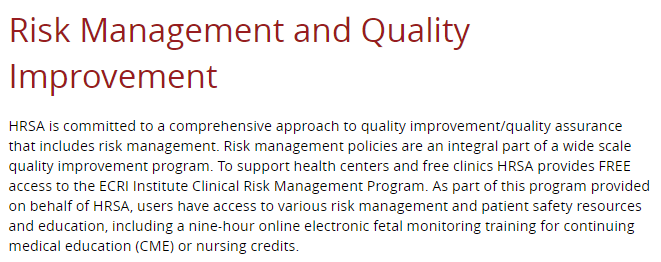 Risk Management and Quality
Improvement
HRSA is committed to a comprehensive approach to quality improvement/quality assurance
that includes risk management. Risk management policies are an integral part of a wide scale
quality improvement program. To support health centers and free clinics HRSA provides FREE
access to the ECRI Institute Clinical Risk Management Program. As part of this program provided
on behalf of HRSA, users have access to various risk management and patient safety resources
and education, including a nine-hour online electronic fetal monitoring training for continuing
medical education (CME) or nursing credits.